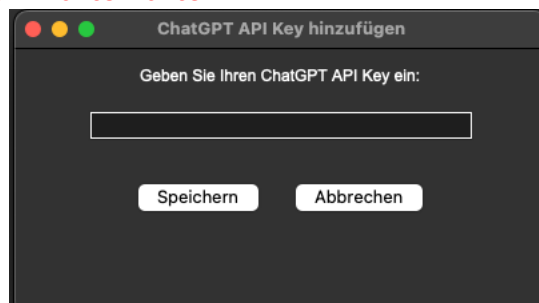 ChatGPT API Key hinzufügen
Geben Sie Ihren ChatGPT API Key ein:
Speichern
Abbrechen